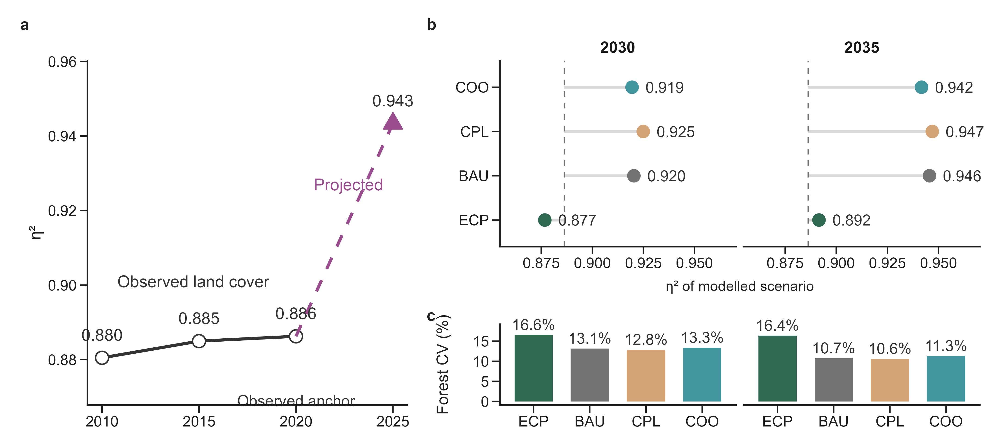 a
0.96
0.94
0.92
0.90
0.88
η²
0.943
Projected
Observed land cover
0.880
0.885
0.886
Observed anchor
2010 2015 2020 2025
b
2030 2035
COO 0.919 0.942
CPL 0.925 0.947
BAU 0.920 0.946
ECP 0.877 0.892
0.875 0.900 0.925 0.950 0.875 0.900 0.925 0.950
η² of modelled scenario
c
Forest CV (%)
15
10
5
0
16.6% 13.1% 12.8% 13.3% 16.4% 10.7% 10.6% 11.3%
ECP BAU CPL COO ECP BAU CPL COO